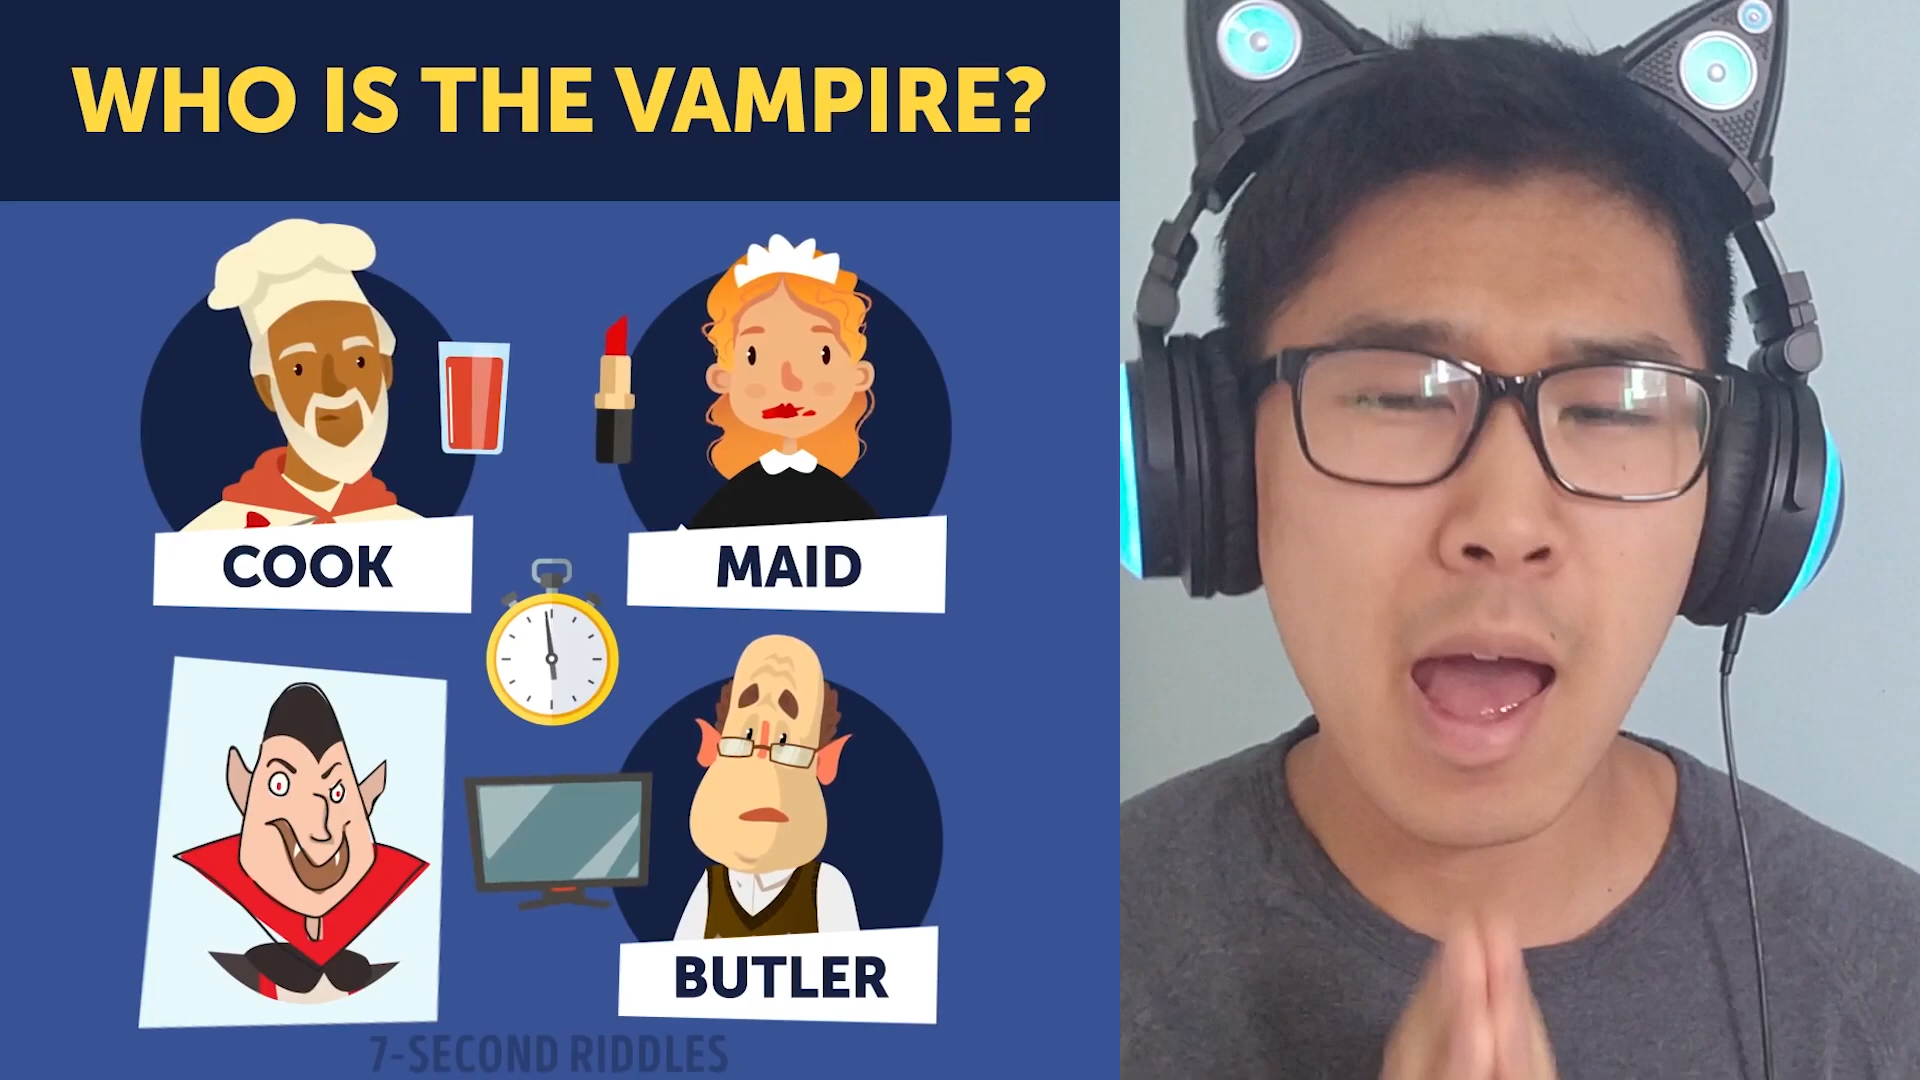 WHO IS THE VAMPIRE?
COOK
MAID
BUTLER
7-SECOND RIDDLES